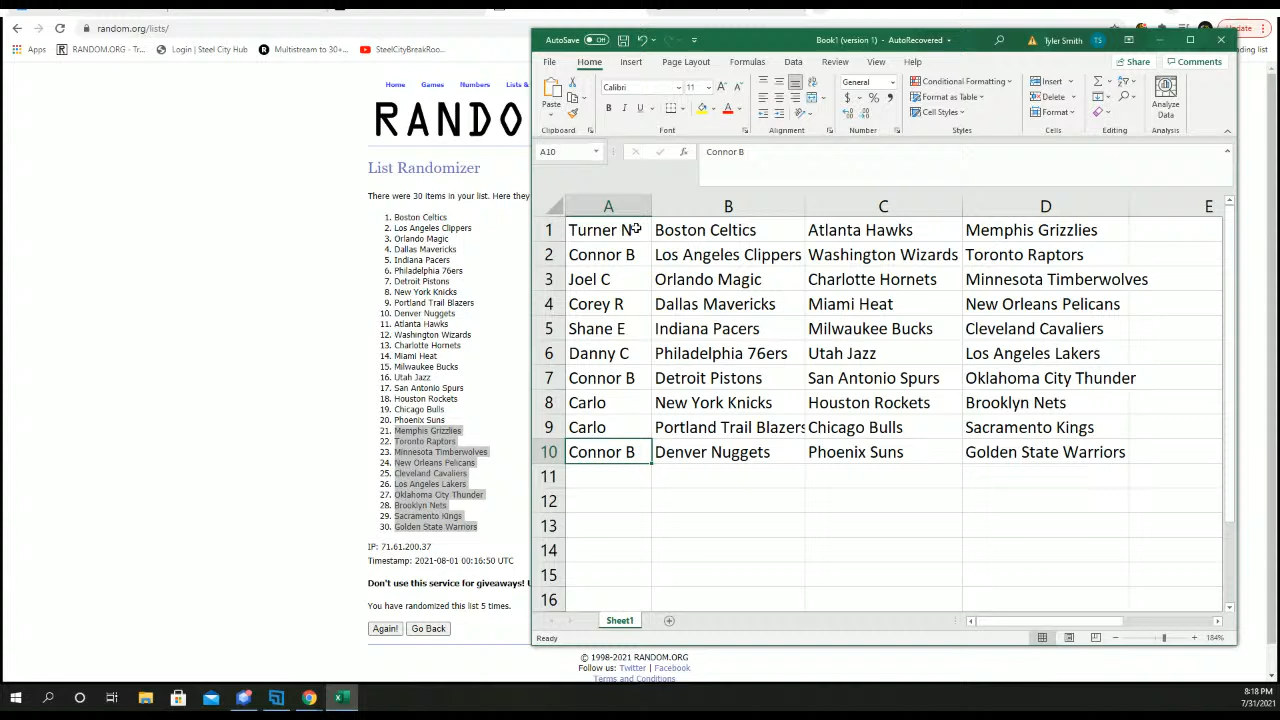 random.org/lists/
Update
Apps
RANDOM.ORG - Tr...
Login | Steel City Hub
Multistream to 30+...
SteelCityBreakRoo...
Home
Games
Numbers
Lists &
RANDO
List Randomizer
There were 30 items in your list. Here they
1. Boston Celtics
2. Los Angeles Clippers
3. Orlando Magic
4. Dallas Mavericks
5. Indiana Pacers
6. Philadelphia 76ers
7. Detroit Pistons
8. New York Knicks
9. Portland Trail Blazers
10. Denver Nuggets
11. Atlanta Hawks
12. Washington Wizards
13. Charlotte Hornets
14. Miami Heat
15. Milwaukee Bucks
16. Utah Jazz
17. San Antonio Spurs
18. Houston Rockets
19. Chicago Bulls
20. Phoenix Suns
21. Memphis Grizzlies
22. Toronto Raptors
23. Minnesota Timberwolves
24. New Orleans Pelicans
25. Cleveland Cavaliers
26. Los Angeles Lakers
27. Oklahoma City Thunder
28. Brooklyn Nets
29. Sacramento Kings
30. Golden State Warriors
IP: 71.61.200.37
Timestamp: 2021-08-01 00:16:50 UTC
Don't use this service for giveaways!
You have randomized this list 5 times.
Again! Go Back
© 1998-2021 RANDOM.ORG
Follow us: Twitter | Facebook
Terms and Conditions
AutoSave Off
Book1 (version 1) - AutoRecovered
Tyler Smith TS
File Home Insert Page Layout Formulas Data Review View Help
Share Comments
Paste
Calibri 11
General
Conditional Formatting
Format as Table
Cell Styles
Insert
Delete
Format
Analyze
Data
Clipboard Font Alignment Number Styles Cells Editing Analysis
A10 fx Connor B
A B C D E
1 Turner N Boston Celtics Atlanta Hawks Memphis Grizzlies
2 Connor B Los Angeles Clippers Washington Wizards Toronto Raptors
3 Joel C Orlando Magic Charlotte Hornets Minnesota Timberwolves
4 Corey R Dallas Mavericks Miami Heat New Orleans Pelicans
5 Shane E Indiana Pacers Milwaukee Bucks Cleveland Cavaliers
6 Danny C Philadelphia 76ers Utah Jazz Los Angeles Lakers
7 Connor B Detroit Pistons San Antonio Spurs Oklahoma City Thunder
8 Carlo New York Knicks Houston Rockets Brooklyn Nets
9 Carlo Portland Trail Blazers Chicago Bulls Sacramento Kings
10 Connor B Denver Nuggets Phoenix Suns Golden State Warriors
11
12
13
14
15
16
Sheet1
Ready
184%
8:18 PM
7/31/2021